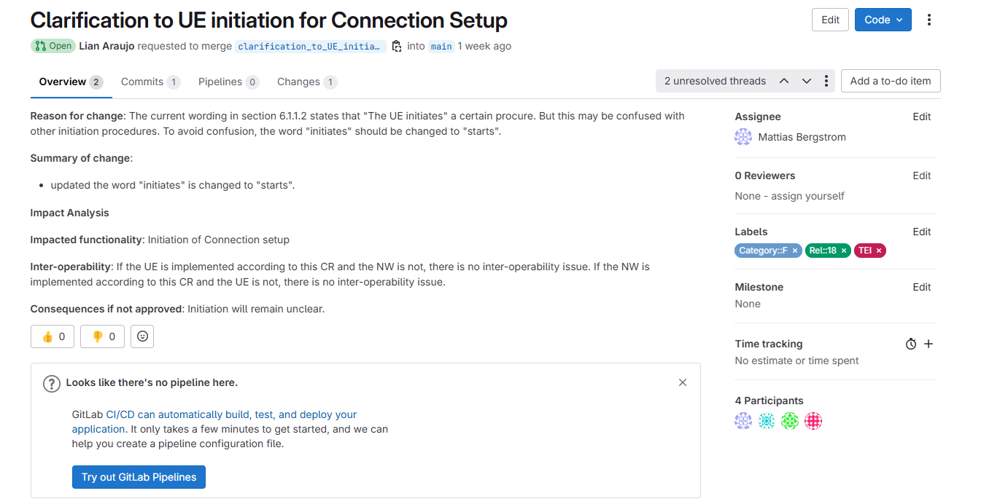 Clarification to UE initiation for Connection Setup
Edit
Code
Open Lian Araujo requested to merge clarification_to_UE_initia… into main 1 week ago
Overview 2
Commits 1
Pipelines 0
Changes 1
2 unresolved threads
Add a to-do item
Reason for change: The current wording in section 6.1.1.2 states that "The UE initiates" a certain procure. But this may be confused with
other initiation procedures. To avoid confusion, the word "initiates" should be changed to "starts".
Summary of change:
• updated the word "initiates" is changed to "starts".
Impact Analysis
Impacted functionality: Initiation of Connection setup
Inter-operability: If the UE is implemented according to this CR and the NW is not, there is no inter-operability issue. If the NW is
implemented according to this CR and the UE is not, there is no inter-operability issue.
Consequences if not approved: Initiation will remain unclear.
👍 0
👎 0
Looks like there's no pipeline here.
GitLab CI/CD can automatically build, test, and deploy your
application. It only takes a few minutes to get started, and we can
help you create a pipeline configuration file.
Try out GitLab Pipelines
Assignee
Edit
Mattias Bergstrom
0 Reviewers
Edit
None - assign yourself
Labels
Edit
Category::F ×
Rel::18 ×
TEI ×
Milestone
Edit
None
Time tracking
No estimate or time spent
4 Participants